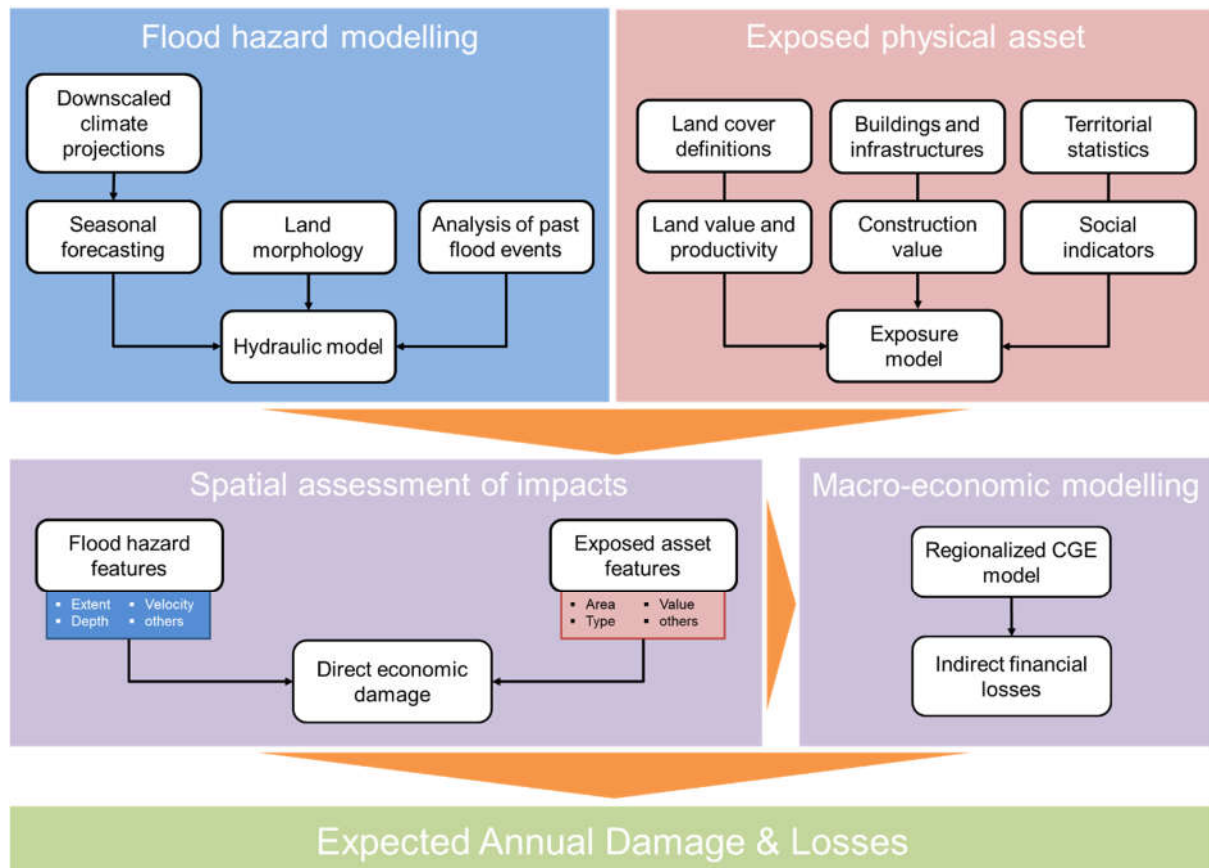 Flood hazard modelling
Downscaled
climate
projections
Seasonal
forecasting
Land
morphology
Analysis of past
flood events
Hydraulic model
Exposed physical asset
Land cover
definitions
Buildings and
infrastructures
Territorial
statistics
Land value and
productivity
Construction
value
Social
indicators
Exposure
model
Spatial assessment of impacts
Flood hazard
features
▪ Extent ▪ Velocity
▪ Depth ▪ others
Exposed asset
features
▪ Area ▪ Value
▪ Type ▪ others
Direct economic
damage
Macro-economic modelling
Regionalized CGE
model
Indirect financial
losses
Expected Annual Damage & Losses